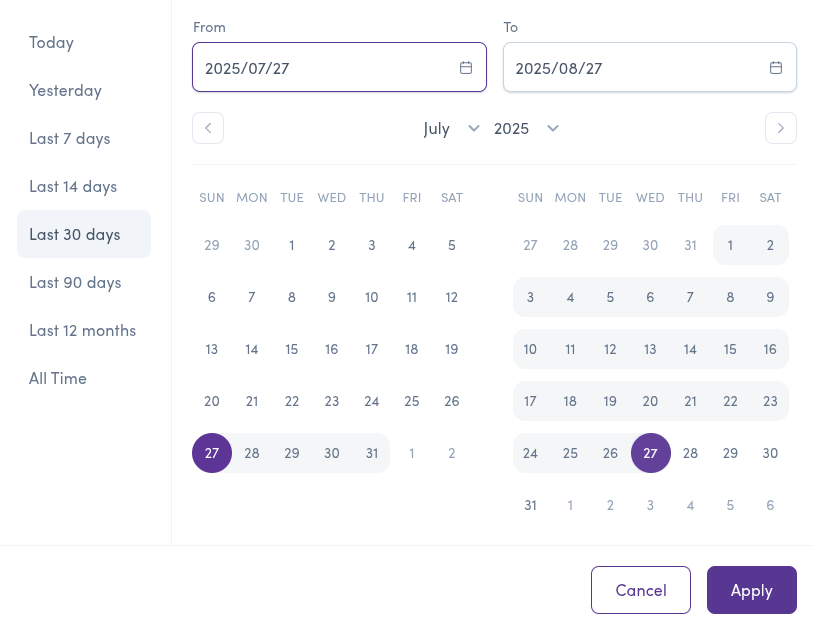 Today
Yesterday
Last 7 days
Last 14 days
Last 30 days
Last 90 days
Last 12 months
All Time
From
2025/07/27
To
2025/08/27
July 2025
SUN MON TUE WED THU FRI SAT
29 30 1 2 3 4 5
6 7 8 9 10 11 12
13 14 15 16 17 18 19
20 21 22 23 24 25 26
27 28 29 30 31 1 2
SUN MON TUE WED THU FRI SAT
27 28 29 30 31 1 2
3 4 5 6 7 8 9
10 11 12 13 14 15 16
17 18 19 20 21 22 23
24 25 26 27 28 29 30
31 1 2 3 4 5 6
Cancel
Apply